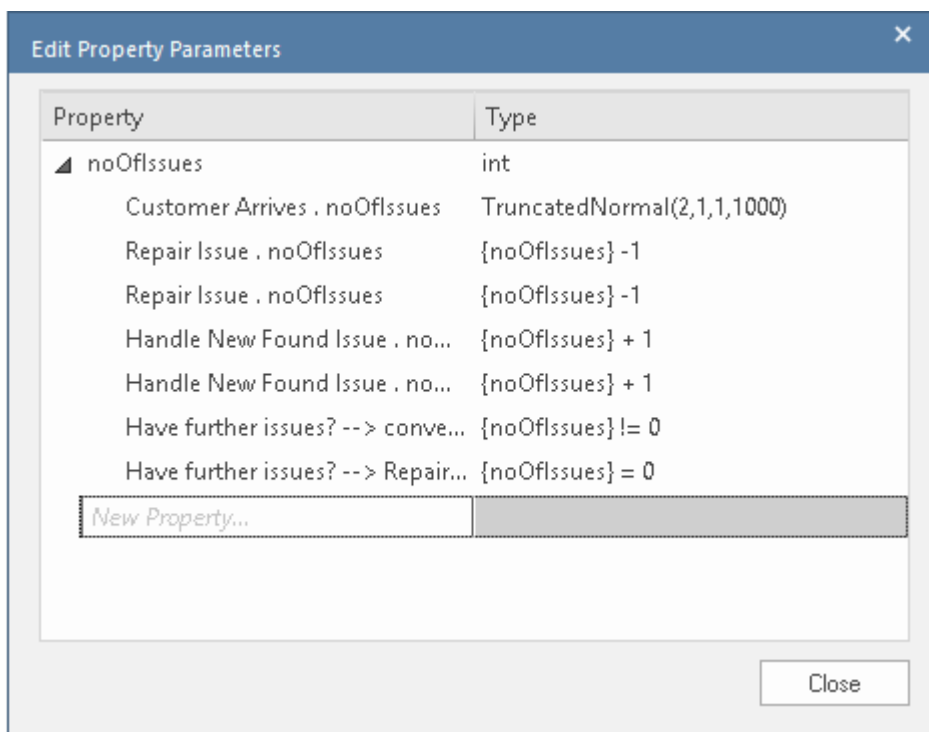 Edit Property Parameters
Property Type
noOfIssues int
Customer Arrives . noOfIssues TruncatedNormal(2,1,1,1000)
Repair Issue . noOfIssues {noOfIssues} -1
Repair Issue . noOfIssues {noOfIssues} -1
Handle New Found Issue . no... {noOfIssues} + 1
Handle New Found Issue . no... {noOfIssues} + 1
Have further issues? --> conve... {noOfIssues} != 0
Have further issues? --> Repair... {noOfIssues} = 0
New Property...
Close